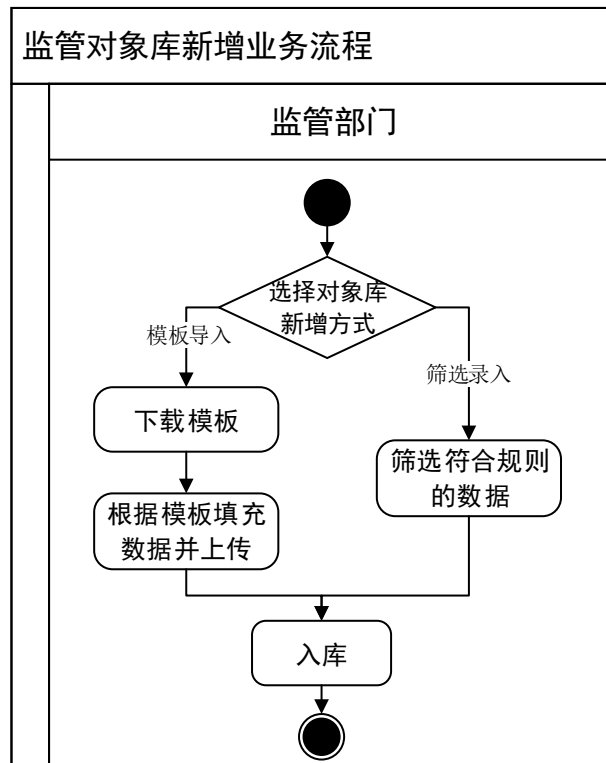 监管对象库新增业务流程
监管部门
选择对象库
新增方式
模板导入
筛选录入
下载模板
筛选符合规则
的数据
根据模板填充
数据并上传
入库